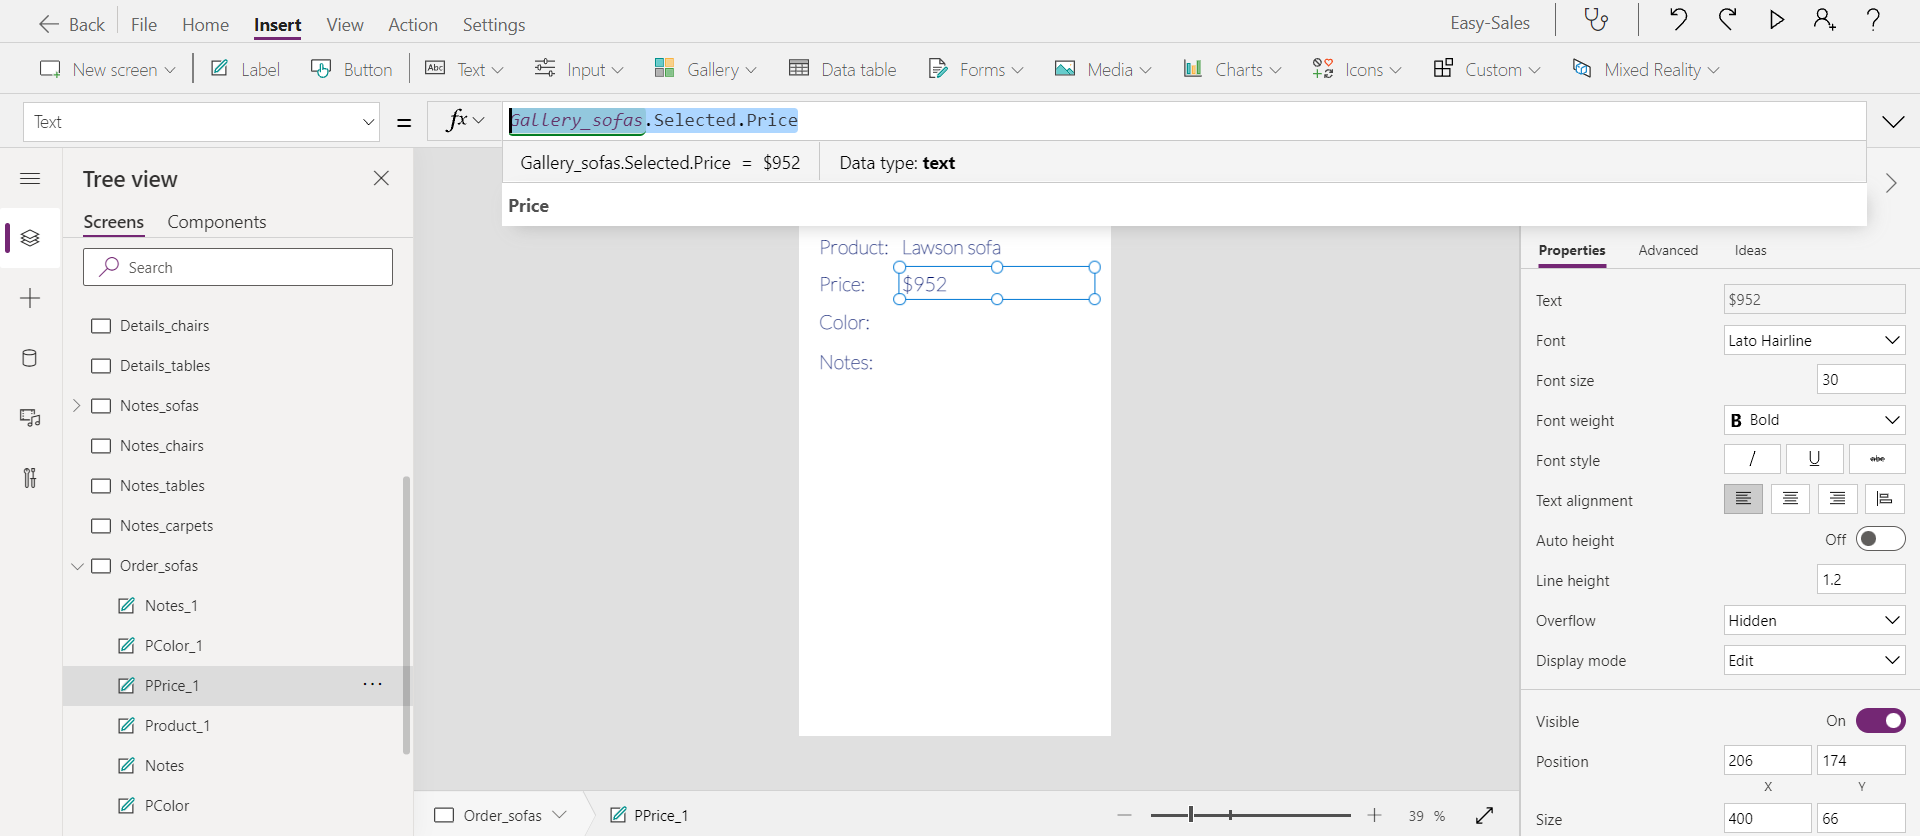 Back File Home Insert View Action Settings Easy-Sales ?
New screen Label Button Abc Text Input Gallery Data table Forms Media Charts Icons Custom Mixed Reality
Text = fx Gallery_sofas.Selected.Price
Gallery_sofas.Selected.Price = $952 Data type: text
Price
Tree view
Screens Components
Search
Details_chairs
Details_tables
Notes_sofas
Notes_chairs
Notes_tables
Notes_carpets
Order_sofas
Notes_1
PColor_1
PPrice_1 ...
Product_1
Notes
PColor
Product: Lawson sofa
Price: $952
Color:
Notes:
Order_sofas PPrice_1 39 %
Properties Advanced Ideas
Text $952
Font Lato Hairline
Font size 30
Font weight B Bold
Font style / U abc
Text alignment
Auto height Off
Line height 1.2
Overflow Hidden
Display mode Edit
Visible On
Position 206 174
X Y
Size 400 66